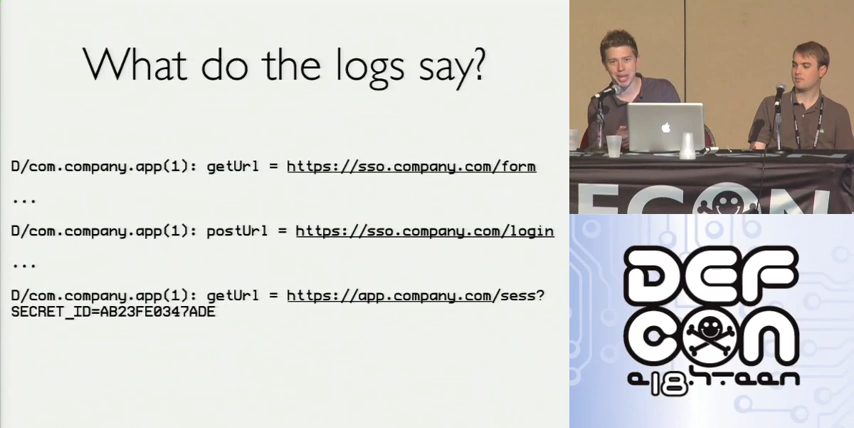 What do the logs say?
D/com.company.app(1): getUrl = https://sso.company.com/form
...
D/com.company.app(1): postUrl = https://sso.company.com/login
...
D/com.company.app(1): getUrl = https://app.company.com/sess?
SECRET_ID=AB23FE0347ADE
DEF
CON
e18h-teen